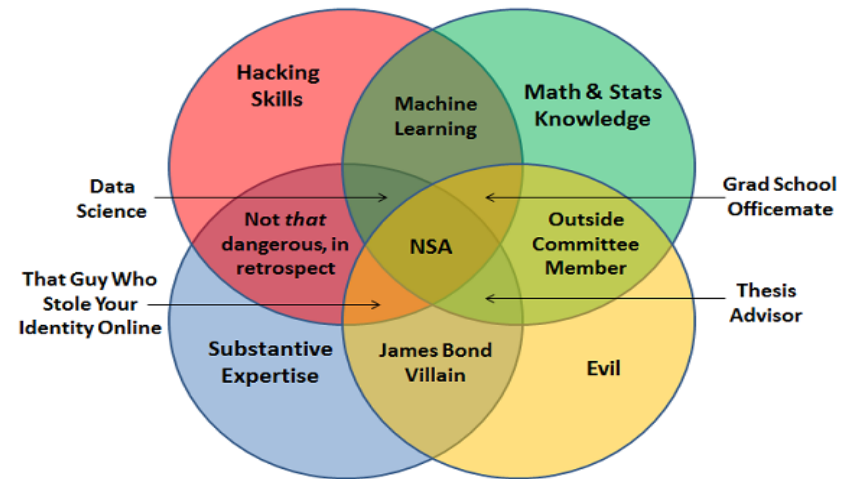 Hacking
Skills
Math & Stats
Knowledge
Machine
Learning
Data
Science
Grad School
Officemate
Not that
dangerous, in
retrospect
NSA
Outside
Committee
Member
That Guy Who
Stole Your
Identity Online
Thesis
Advisor
Substantive
Expertise
James Bond
Villain
Evil